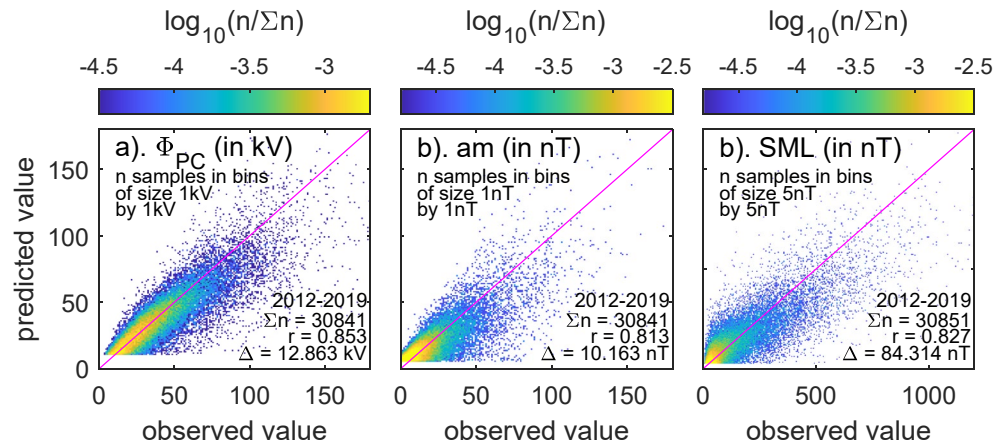 log10(n/Σn)
-4.5 -4 -3.5 -3
a). ΦPC (in kV)
n samples in bins
of size 1kV
by 1kV
2012-2019
Σn = 30841
r = 0.853
Δ = 12.863 kV
predicted value
150
100
50
0
0 50 100 150
observed value
log10(n/Σn)
-4.5 -4 -3.5 -3 -2.5
b). am (in nT)
n samples in bins
of size 1nT
by 1nT
2012-2019
Σn = 30841
r = 0.813
Δ = 10.163 nT
0 50 100 150
observed value
log10(n/Σn)
-4.5 -4 -3.5 -3 -2.5
b). SML (in nT)
n samples in bins
of size 5nT
by 5nT
2012-2019
Σn = 30851
r = 0.827
Δ = 84.314 nT
0 500 1000
observed value